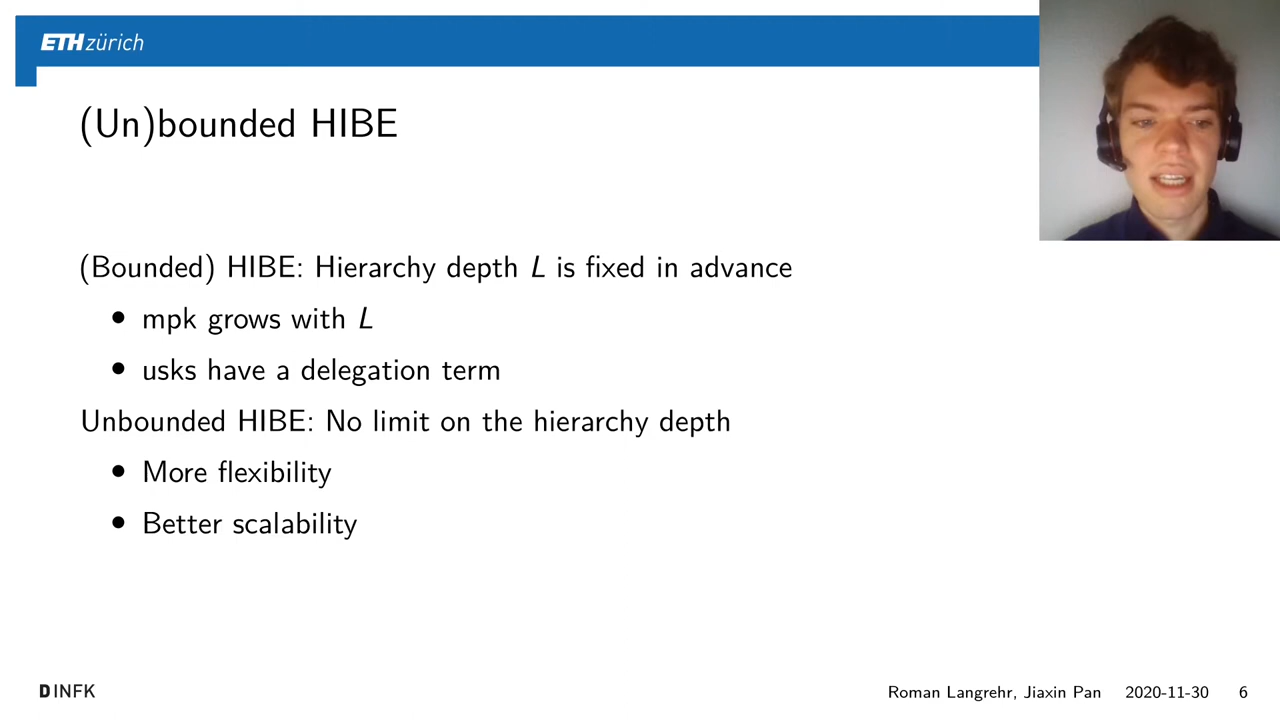 ETH zürich
(Un)bounded HIBE
(Bounded) HIBE: Hierarchy depth L is fixed in advance
• mpk grows with L
• usks have a delegation term
Unbounded HIBE: No limit on the hierarchy depth
• More flexibility
• Better scalability
D INFK
Roman Langrehr, Jiaxin Pan 2020-11-30 6